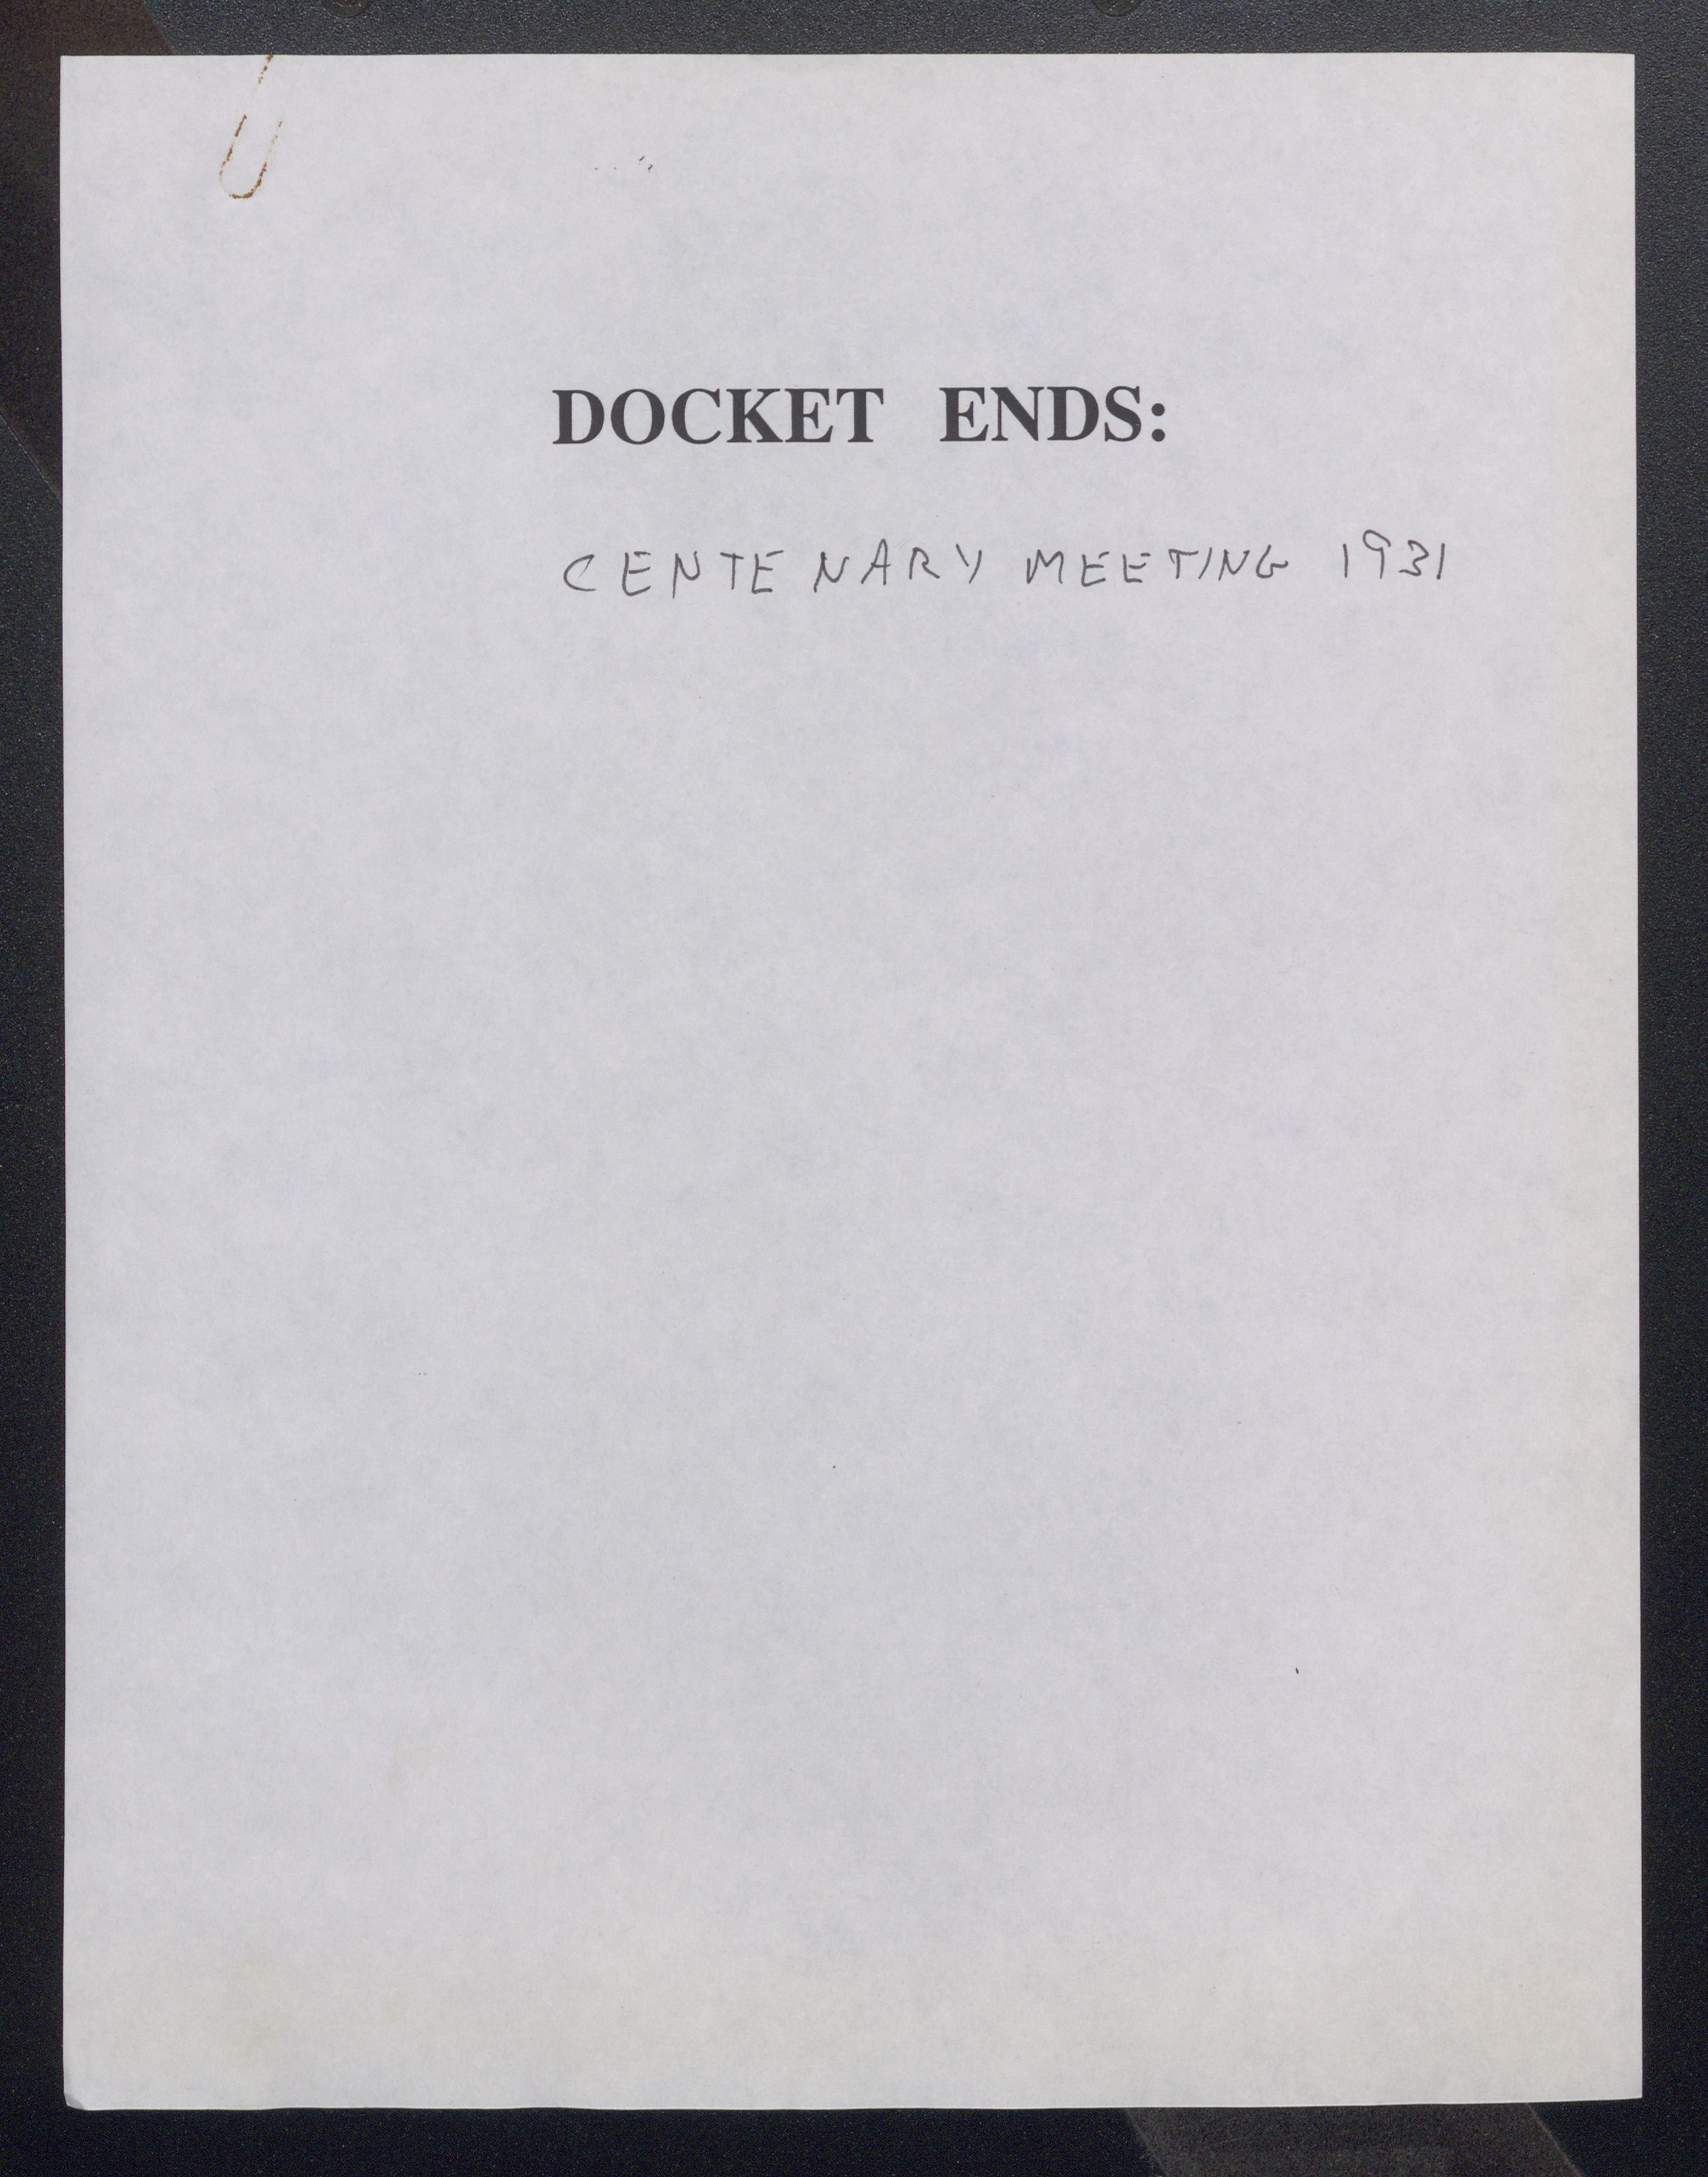 DOCKET ENDS:
CENTENARY MEETING 1931